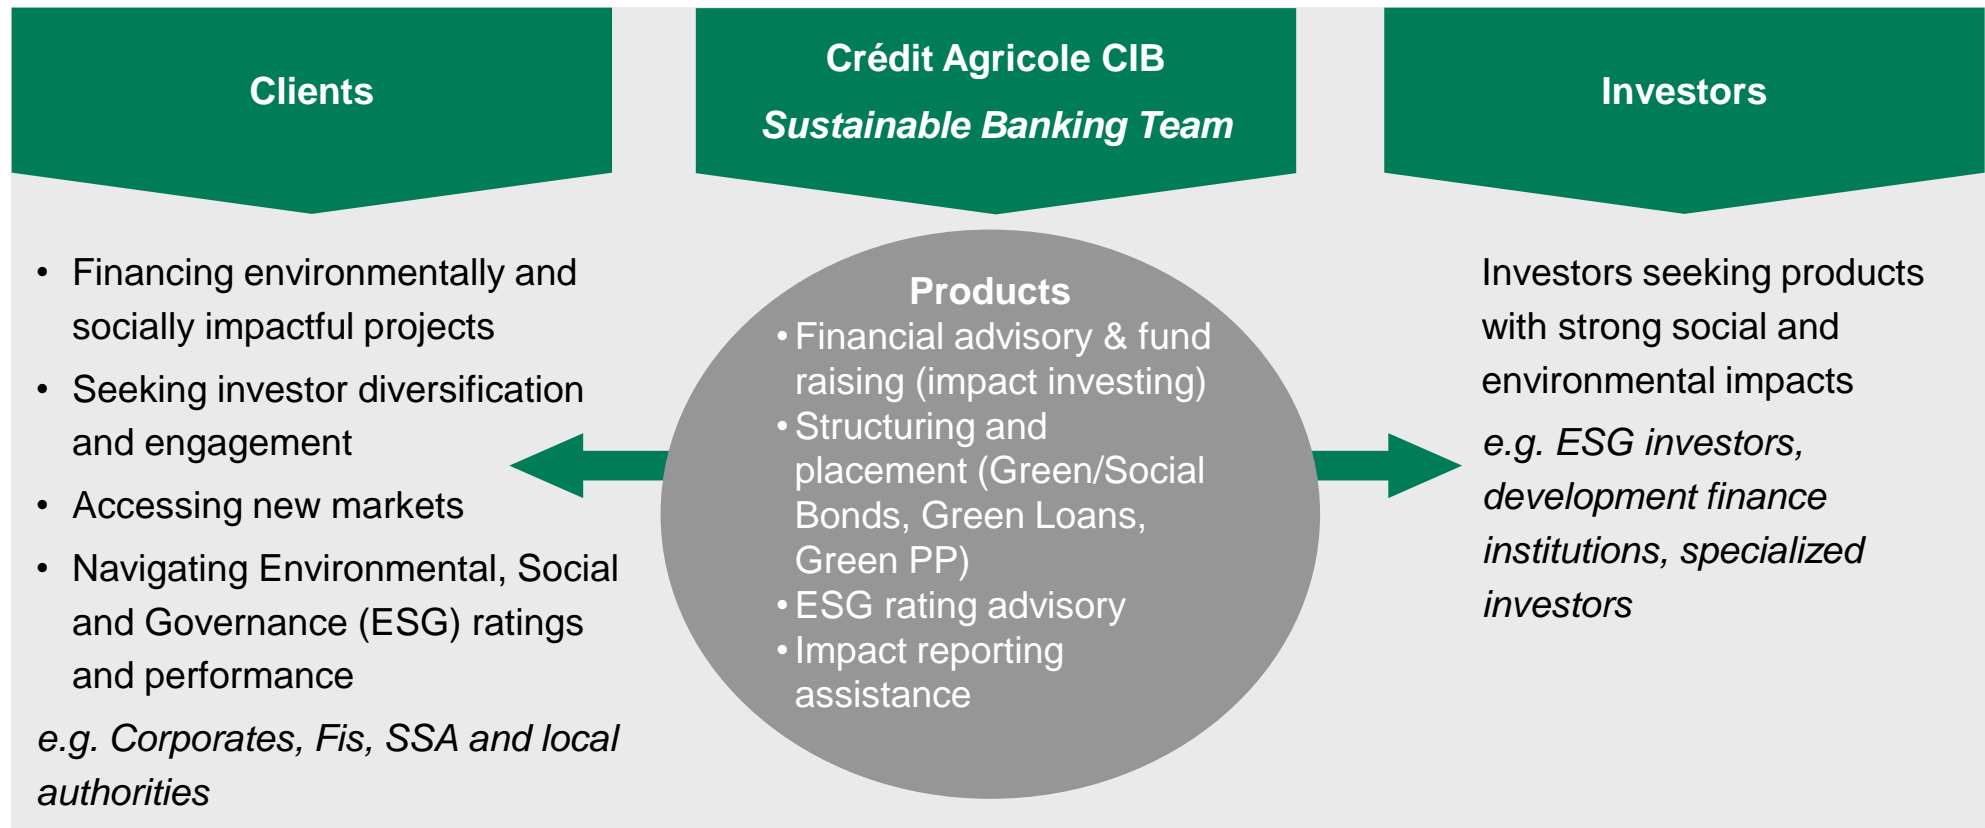 Clients
• Financing environmentally and
socially impactful projects
• Seeking investor diversification
and engagement
• Accessing new markets
• Navigating Environmental, Social
and Governance (ESG) ratings
and performance
e.g. Corporates, Fis, SSA and local
authorities
Crédit Agricole CIB
Sustainable Banking Team
Products
• Financial advisory & fund
raising (impact investing)
• Structuring and
placement (Green/Social
Bonds, Green Loans,
Green PP)
• ESG rating advisory
• Impact reporting
assistance
Investors
Investors seeking products
with strong social and
environmental impacts
e.g. ESG investors,
development finance
institutions, specialized
investors